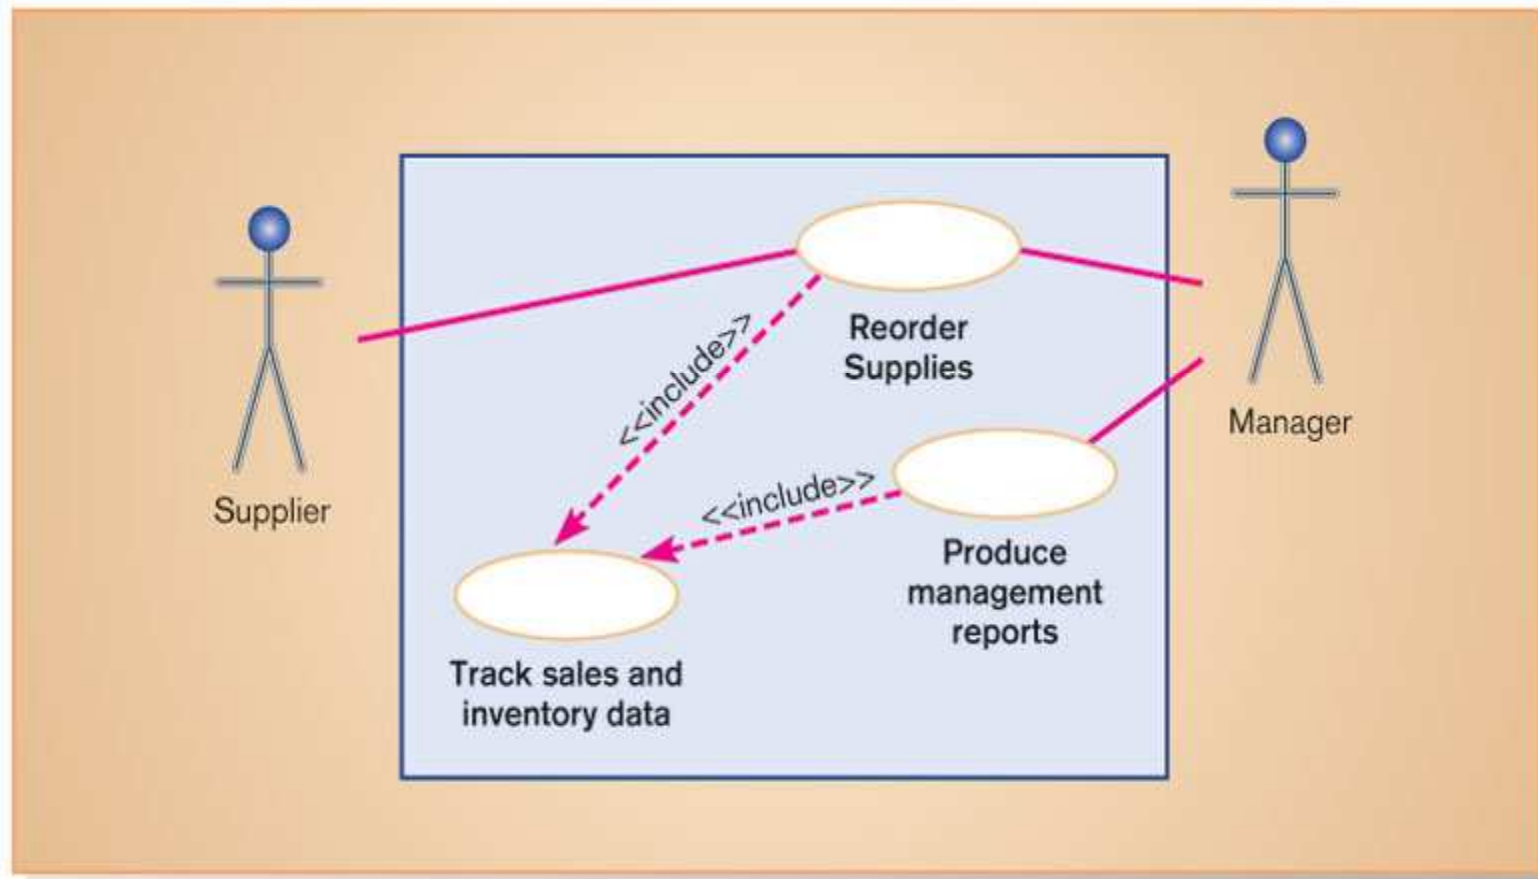 Reorder
Supplies
<<include>>
Manager
<<include>>
Supplier
Produce
management
reports
Track sales and
inventory data